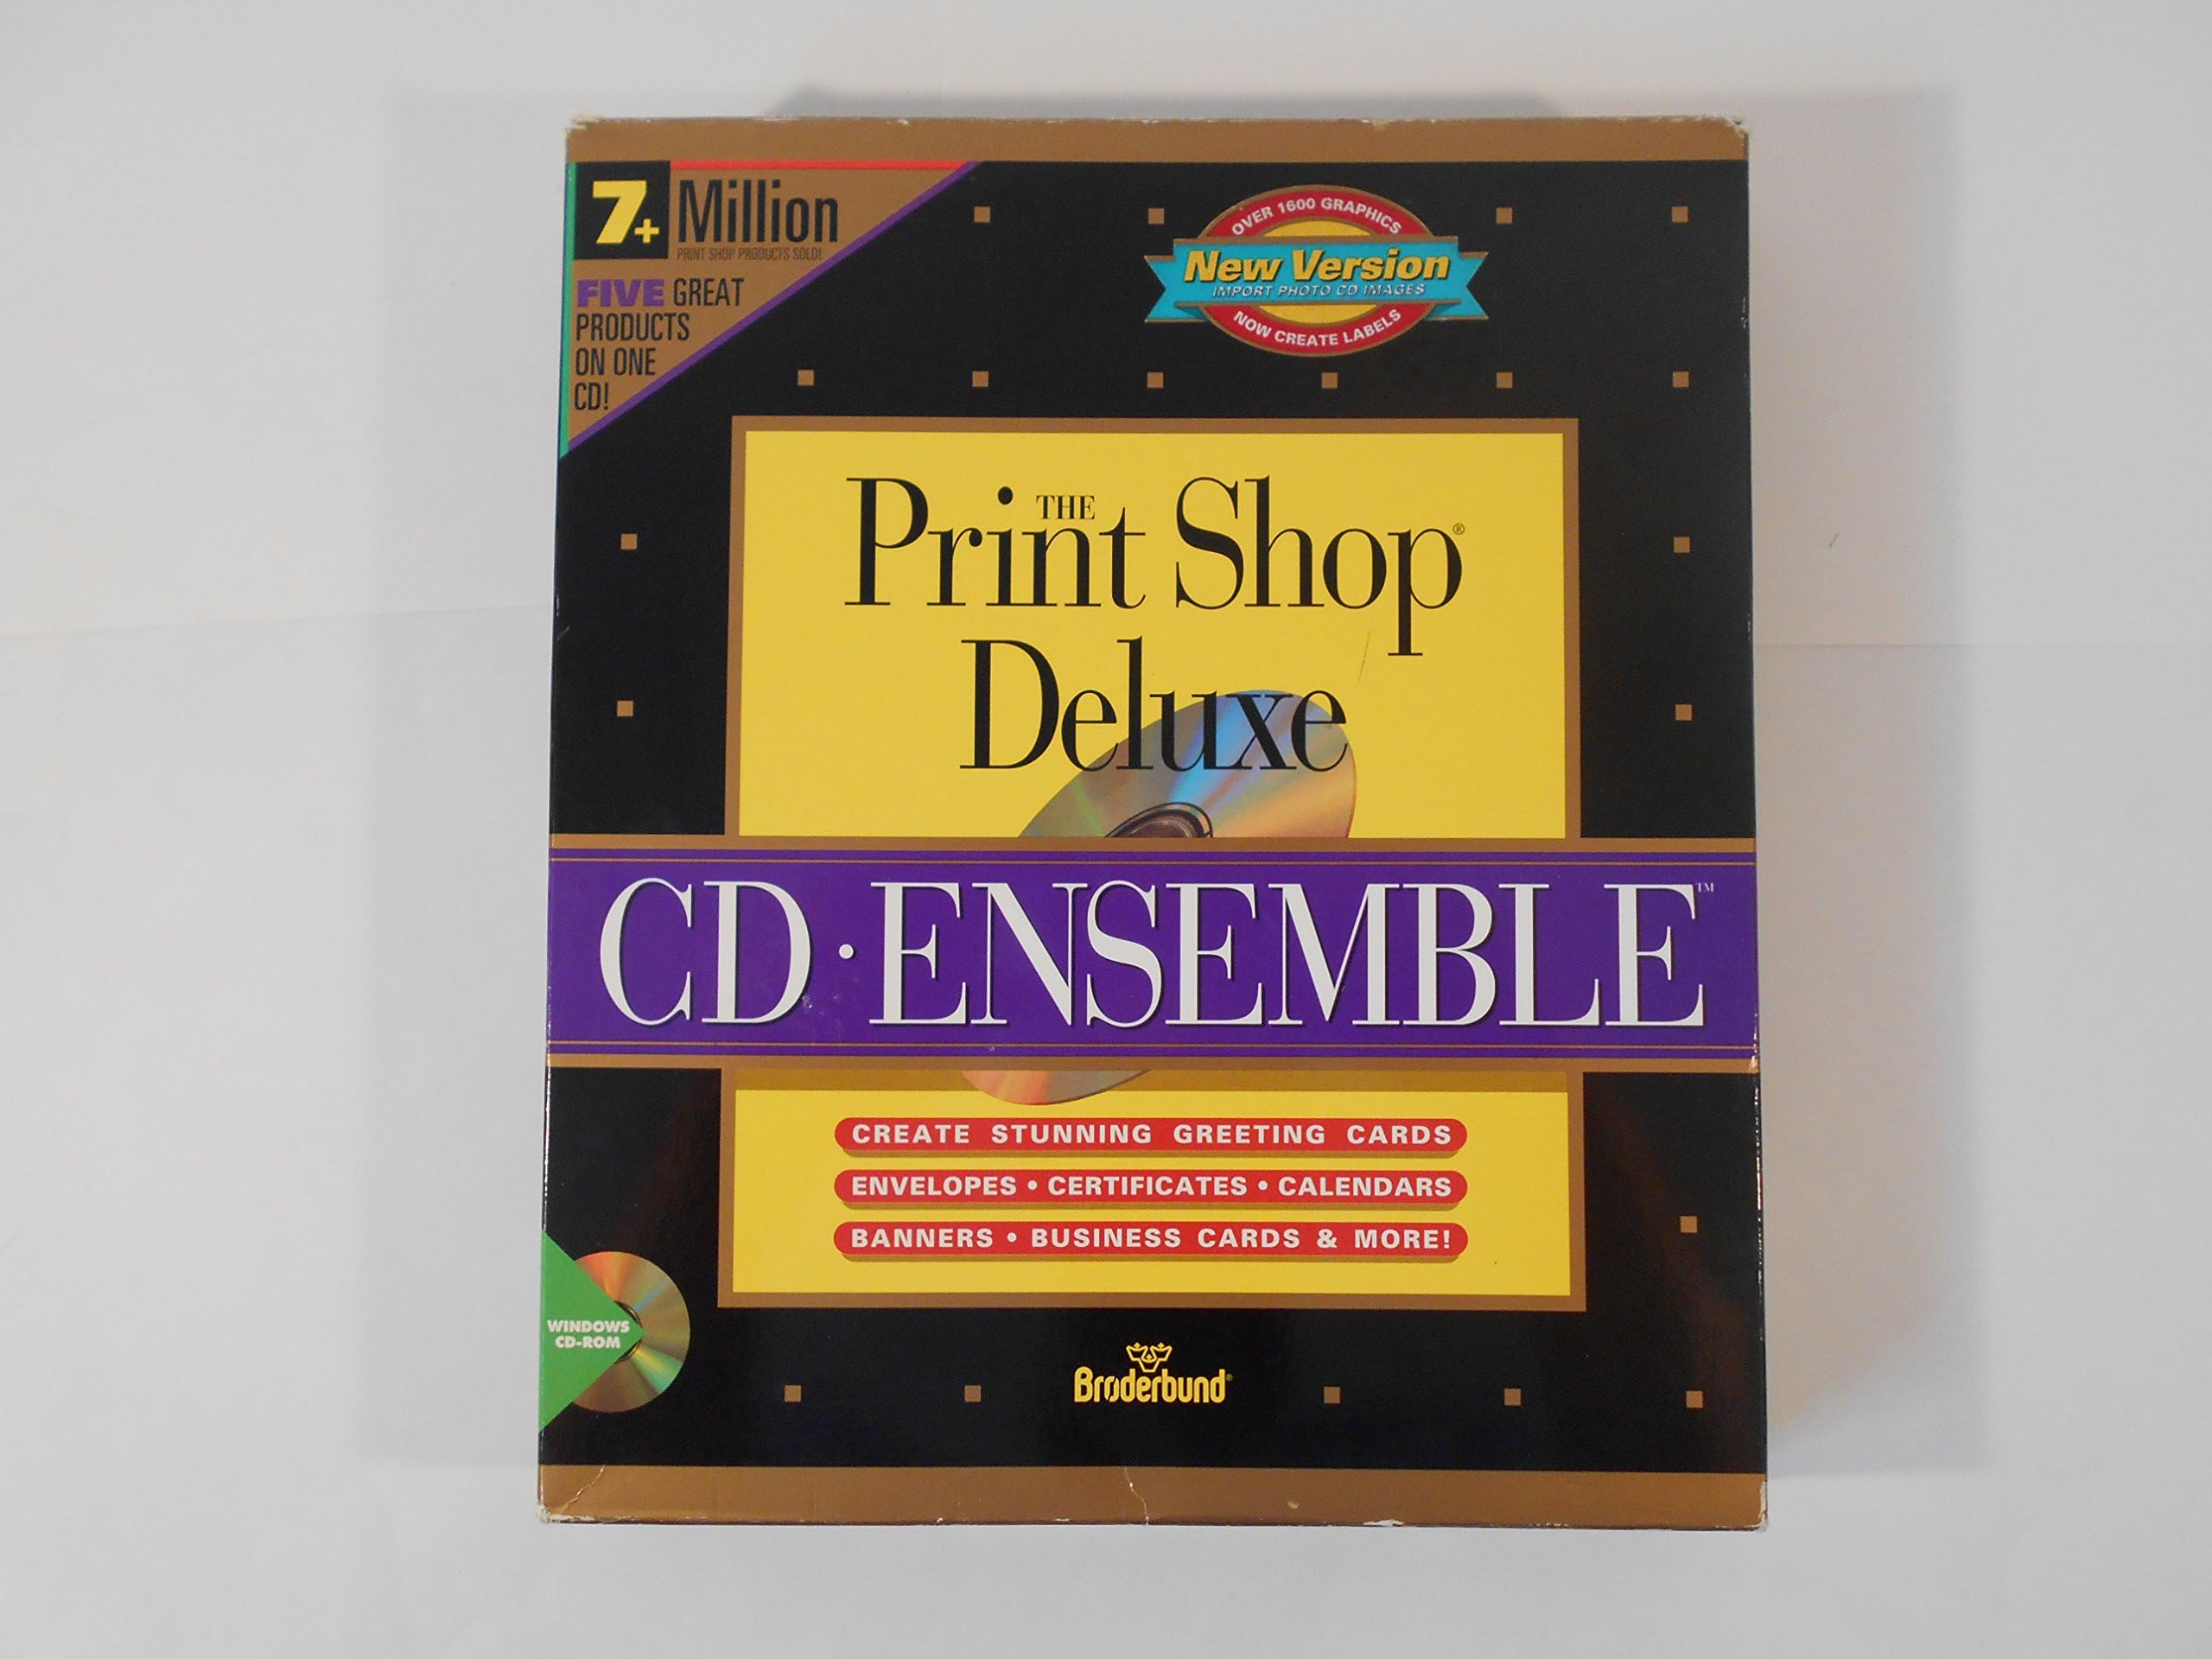 7+ Million
PRINT SHOP PRODUCTS SOLD!
FIVE GREAT
PRODUCTS
ON ONE
CD!
OVER 1600 GRAPHICS
New Version
IMPORT PHOTO CD IMAGES
NOW CREATE LABELS
THE
Print Shop®
Deluxe
CD·ENSEMBLE™
CREATE STUNNING GREETING CARDS
ENVELOPES • CERTIFICATES • CALENDARS
BANNERS • BUSINESS CARDS & MORE!
WINDOWS
CD-ROM
Brøderbund®